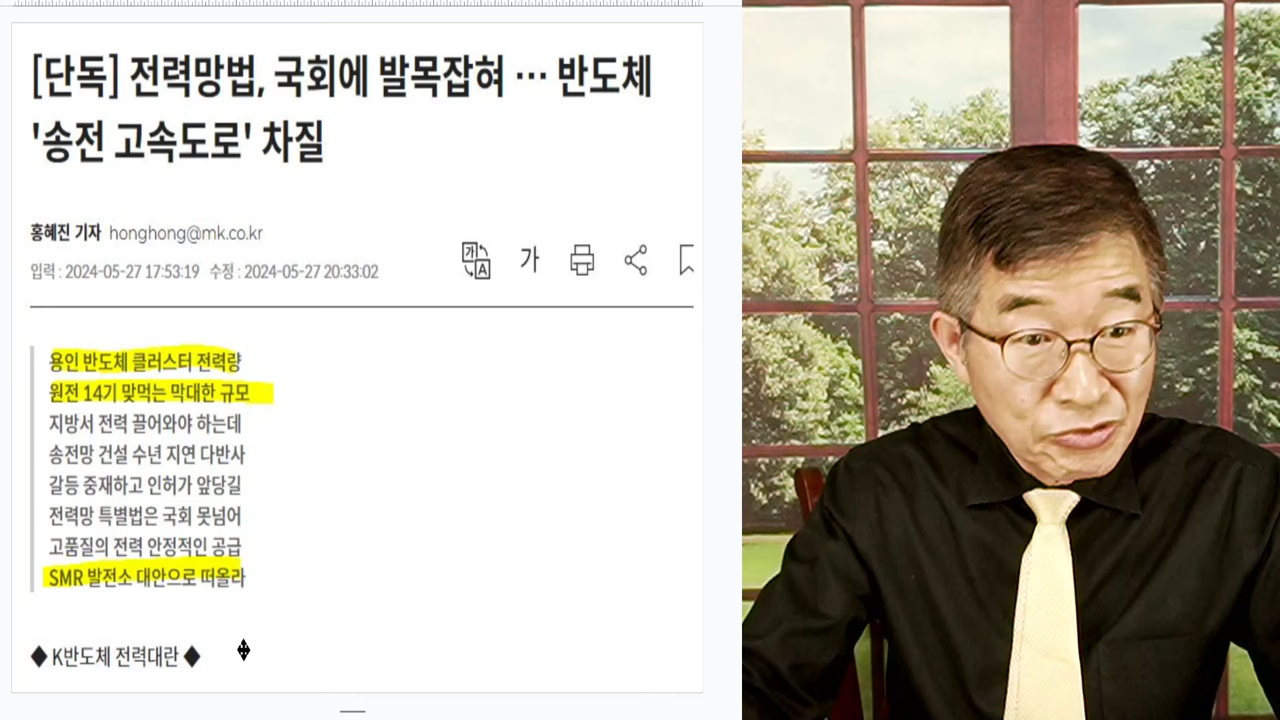 [단독] 전력망법, 국회에 발목잡혀 … 반도체
'송전 고속도로' 차질
홍혜진 기자 honghong@mk.co.kr
입력 : 2024-05-27 17:53:19 수정 : 2024-05-27 20:33:02
가
A
가
용인 반도체 클러스터 전력량
원전 14기 맞먹는 막대한 규모
지방서 전력 끌어와야 하는데
송전망 건설 수년 지연 다반사
갈등 중재하고 인허가 앞당길
전력망 특별법은 국회 못넘어
고품질의 전력 안정적인 공급
SMR 발전소 대안으로 떠올라
◆ K반도체 전력대란 ◆